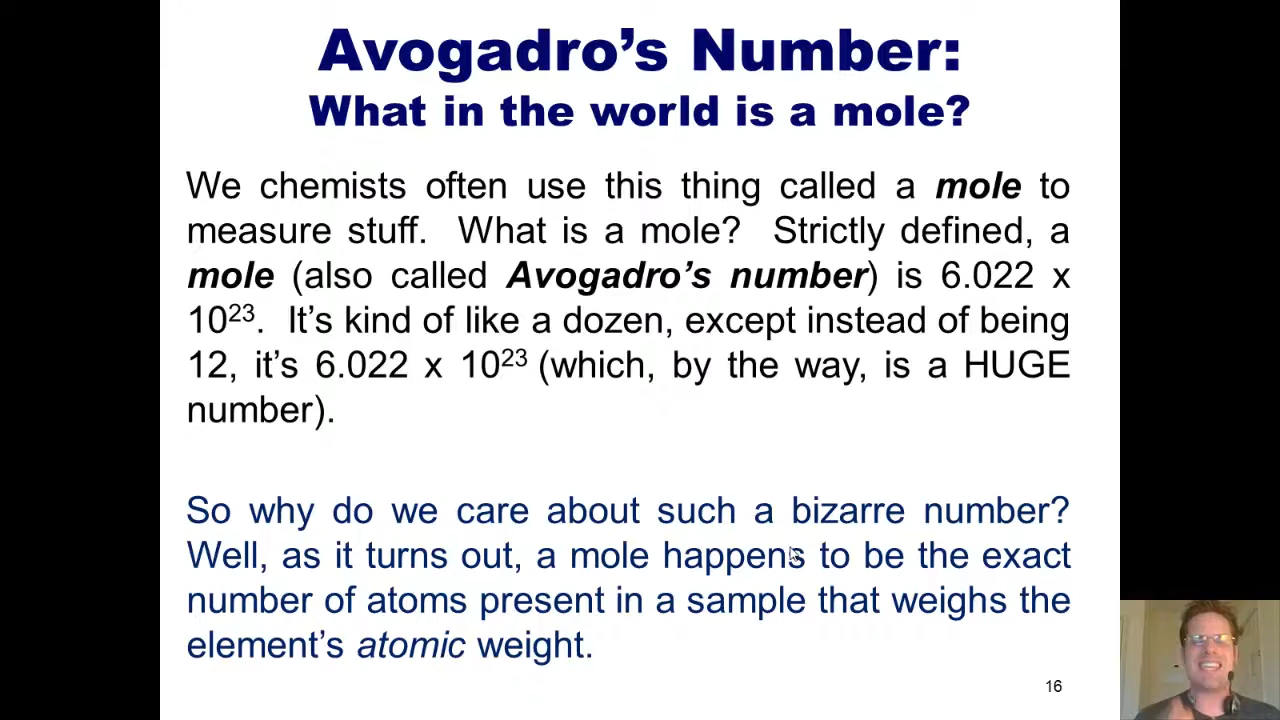 Avogadro’s Number:
What in the world is a mole?
We chemists often use this thing called a mole to
measure stuff.  What is a mole?  Strictly defined, a
mole (also called Avogadro’s number) is 6.022 x
10²³.  It’s kind of like a dozen, except instead of being
12, it’s 6.022 x 10²³ (which, by the way, is a HUGE
number).
So why do we care about such a bizarre number?
Well, as it turns out, a mole happens to be the exact
number of atoms present in a sample that weighs the
element’s atomic weight.
16